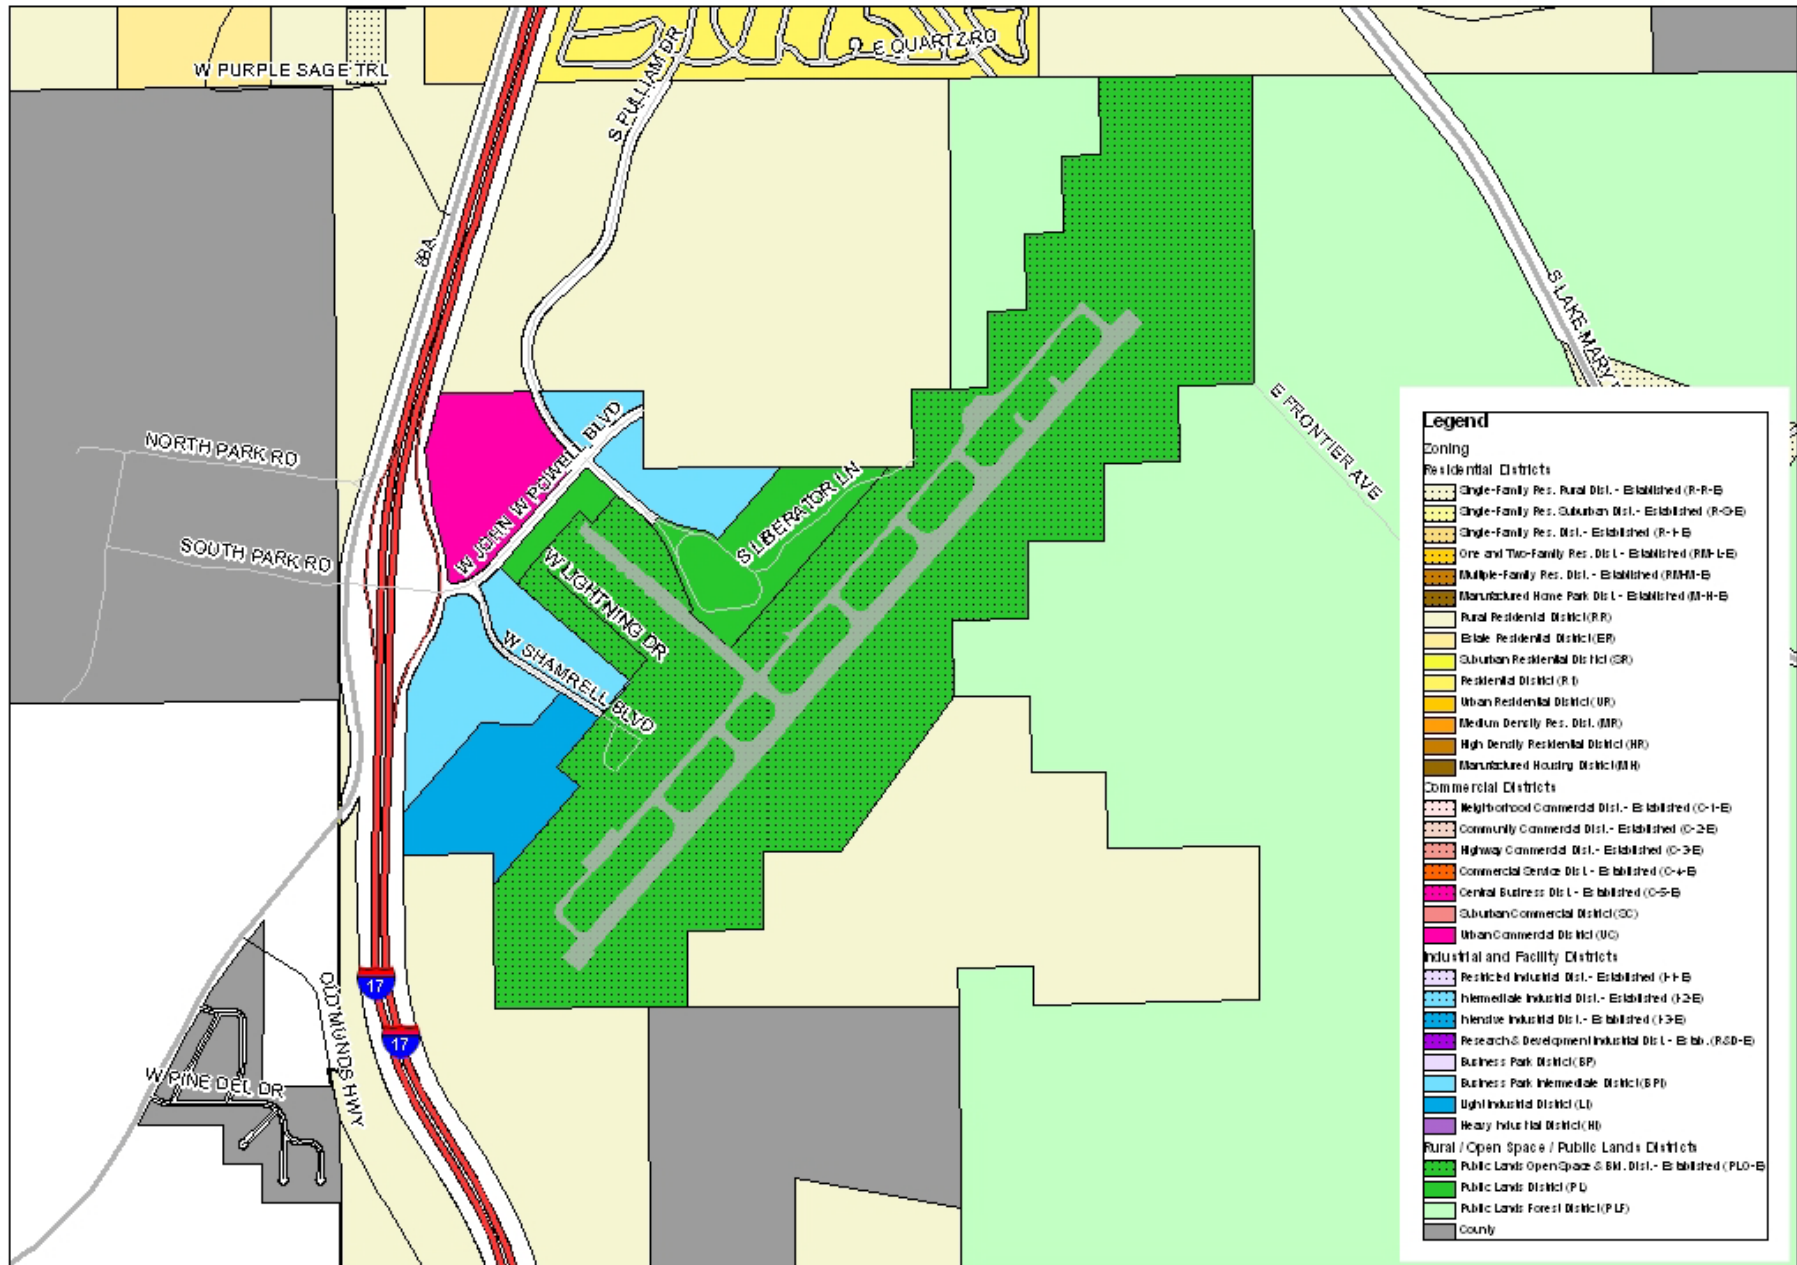 W PURPLE SAGE TRL
E QUARTZ RD
S PULLIAM DR
89A
NORTH PARK RD
SOUTH PARK RD
W JOHN W POWELL BLVD
S LIBERATOR LN
W LIGHTNING DR
W SHAMRELL BLVD
E FRONTIER AVE
S LAKE MARY
17
17
OLD MUNDS HWY
W PINE DEL DR
Legend
Zoning
Residential Districts
Single-Family Res. Rural Dist. - Established (R-R-E)
Single-Family Res. Suburban Dist. - Established (R-S-E)
Single-Family Res. Dist. - Established (R-1-E)
One and Two-Family Res. Dist. - Established (RM-L-E)
Multiple-Family Res. Dist. - Established (RM-M-E)
Manufactured Home Park Dist. - Established (M-H-E)
Rural Residential District (RR)
Estate Residential District (ER)
Suburban Residential District (SR)
Residential District (R1)
Urban Residential District (UR)
Medium Density Res. Dist. (MR)
High Density Residential District (HR)
Manufactured Housing District (MH)
Commercial Districts
Neighborhood Commercial Dist. - Established (C-1-E)
Community Commercial Dist. - Established (C-2-E)
Highway Commercial Dist. - Established (C-3-E)
Commercial Service Dist. - Established (C-4-E)
Central Business Dist. - Established (C-5-E)
Suburban Commercial District (SC)
Urban Commercial District (UC)
Industrial and Facility Districts
Restricted Industrial Dist. - Established (I-1-E)
Intermediate Industrial Dist. - Established (I-2-E)
Intensive Industrial Dist. - Established (I-3-E)
Research & Development Industrial Dist. - Estab. (R&D-E)
Business Park District (BP)
Business Park Intermediate District (BPI)
Light Industrial District (LI)
Heavy Industrial District (HI)
Rural / Open Space / Public Lands Districts
Public Lands Open Space & Bld. Dist. - Established (PLO-E)
Public Lands District (PL)
Public Lands Forest District (PLF)
County